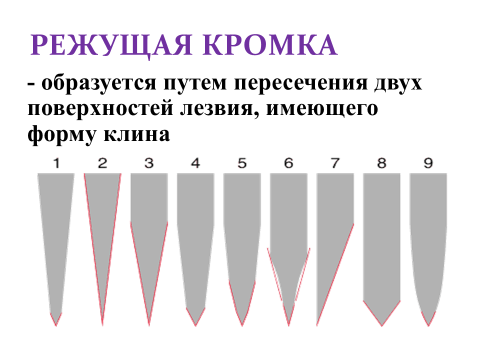 РЕЖУЩАЯ КРОМКА
- образуется путем пересечения двух
поверхностей лезвия, имеющего
форму клина
1 2 3 4 5 6 7 8 9